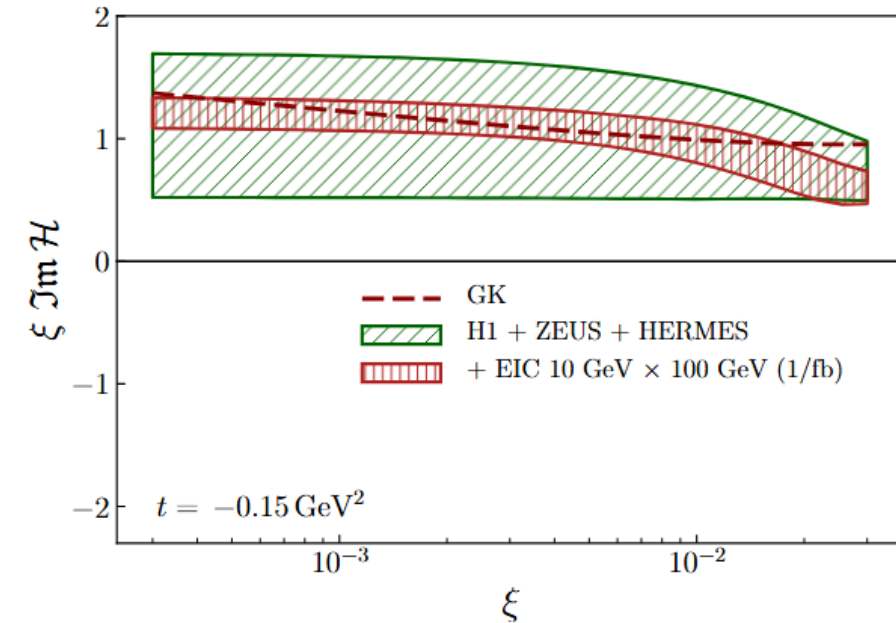 2
1
0
−1
−2
ξ ℑm ℋ
GK
H1 + ZEUS + HERMES
+ EIC 10 GeV × 100 GeV (1/fb)
t = −0.15 GeV²
10⁻³
10⁻²
ξ